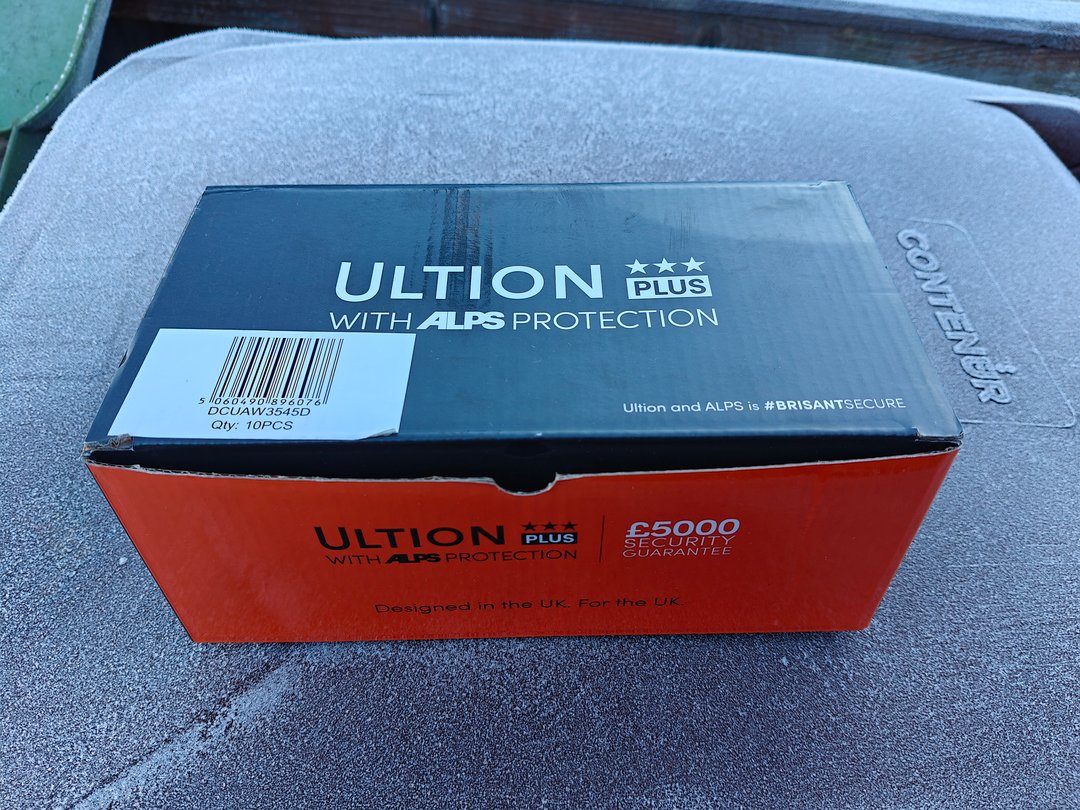 ULTION ★★★ PLUS
WITH ALPS PROTECTION
5 060490 896076
DCUAW3545D
Qty: 10PCS
Ultion and ALPS is #BRISANTSECURE
ULTION ★★★ PLUS
WITH ALPS PROTECTION
£5000
SECURITY
GUARANTEE
Designed in the UK. For the UK.
CONTENUR